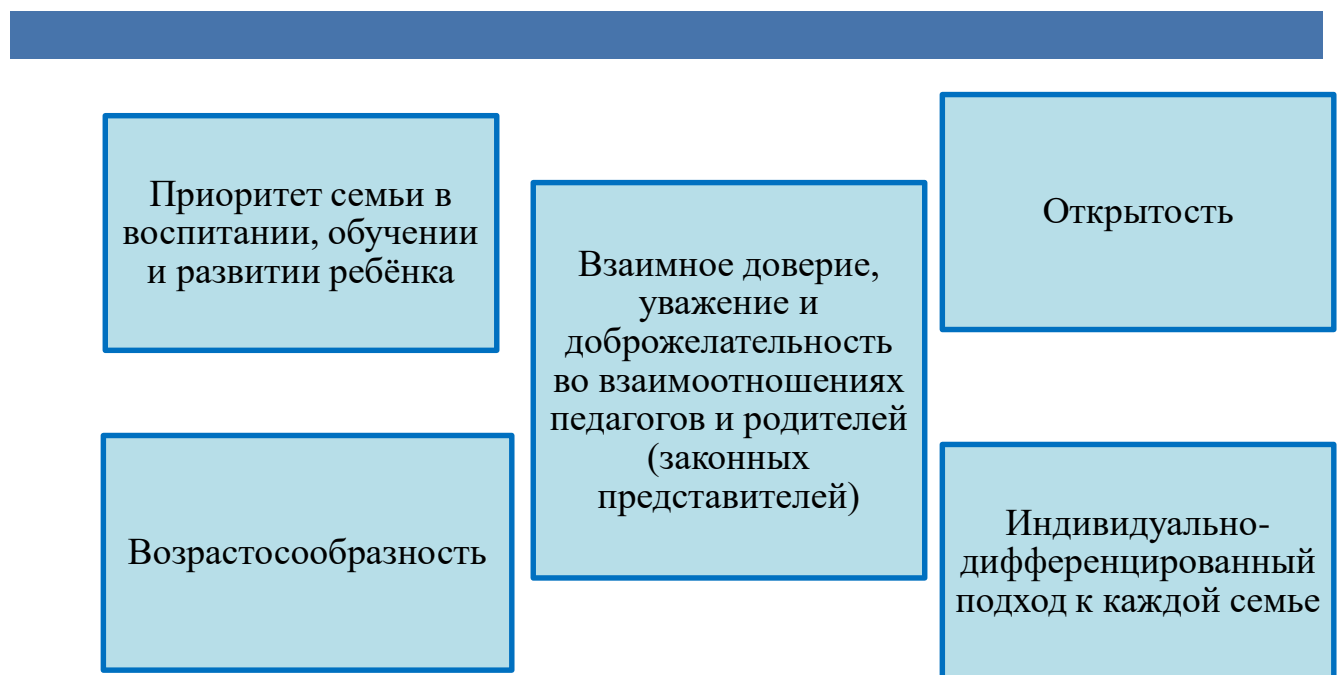 Приоритет семьи в
воспитании, обучении
и развитии ребёнка
Взаимное доверие,
уважение и
доброжелательность
во взаимоотношениях
педагогов и родителей
(законных
представителей)
Открытость
Возрастосообразность
Индивидуально-
дифференцированный
подход к каждой семье